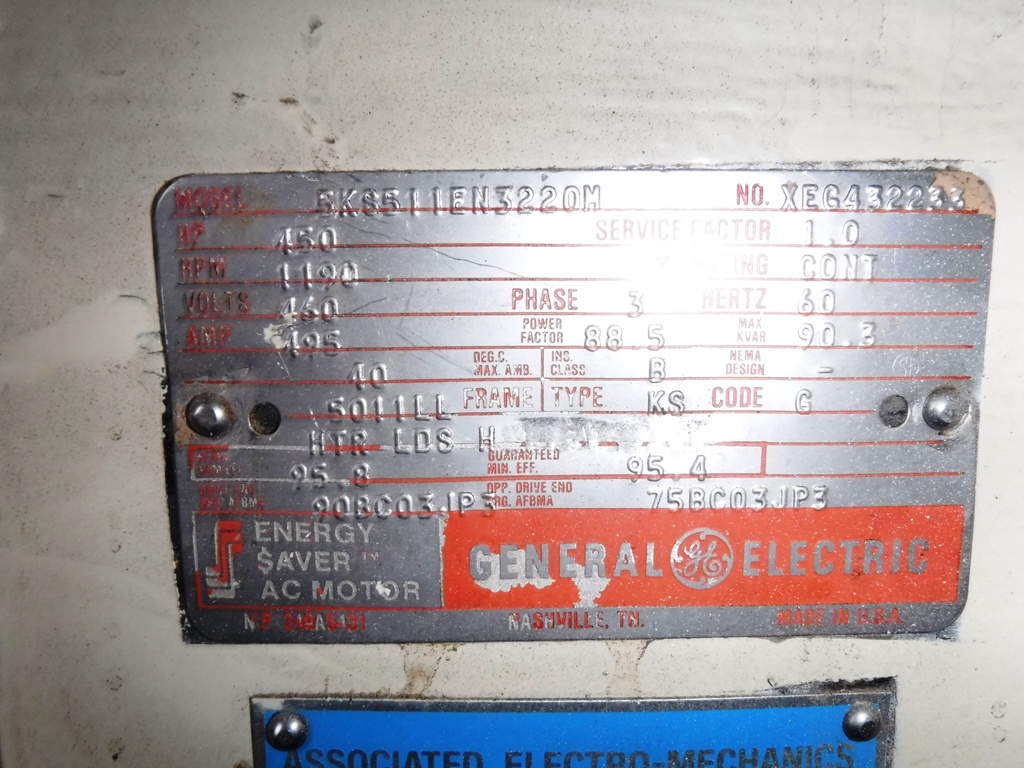 MODEL 5KS511EN3220H NO. XEG432233
HP 450 SERVICE FACTOR 1.0
RPM 1190 RATING CONT
VOLTS 460 PHASE 3 HERTZ 60
AMP 495 POWER FACTOR 88.5 MAX KVAR 90.3
40 DEG.C. MAX. AMB. INS. CLASS B NEMA DESIGN -
5011LL FRAME TYPE KS CODE G
HTR LDS H
95.8 GUARANTEED MIN. EFF. 95.4
90BC03JP3 OPP. DRIVE END BRG. AFBMA 75BC03JP3
ENERGY
$AVER™
AC MOTOR
GENERAL GE ELECTRIC
NASHVILLE, TN. MADE IN U.S.A.
ASSOCIATED ELECTRO-MECHANICS